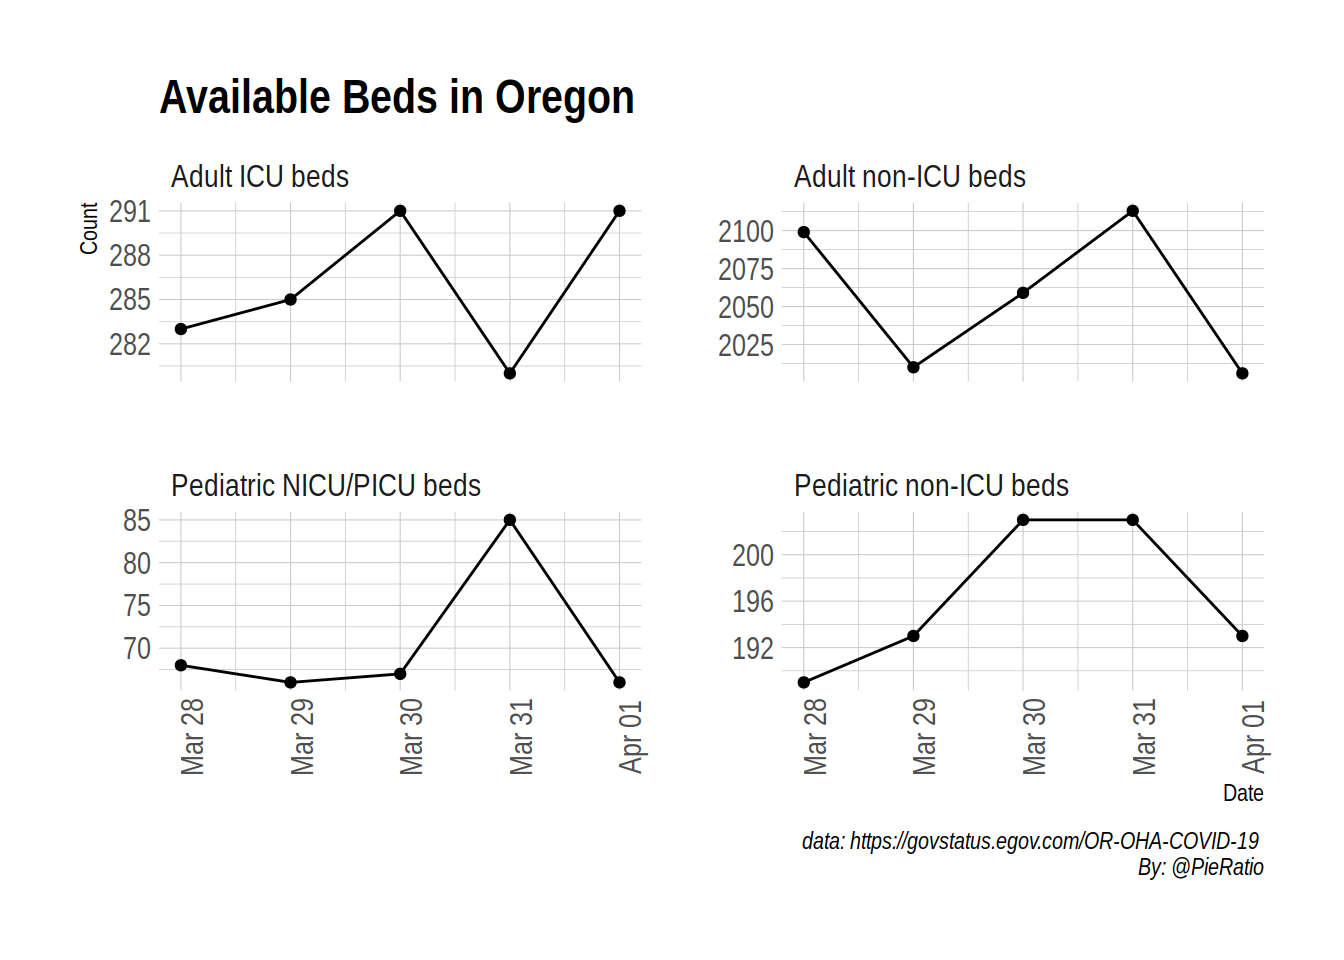 Available Beds in Oregon
Adult ICU beds
Adult non-ICU beds
Count
291
288
285
282
2100
2075
2050
2025
Pediatric NICU/PICU beds
Pediatric non-ICU beds
85
80
75
70
200
196
192
Mar 28
Mar 29
Mar 30
Mar 31
Apr 01
Mar 28
Mar 29
Mar 30
Mar 31
Apr 01
Date
data: https://govstatus.egov.com/OR-OHA-COVID-19
By: @PieRatio